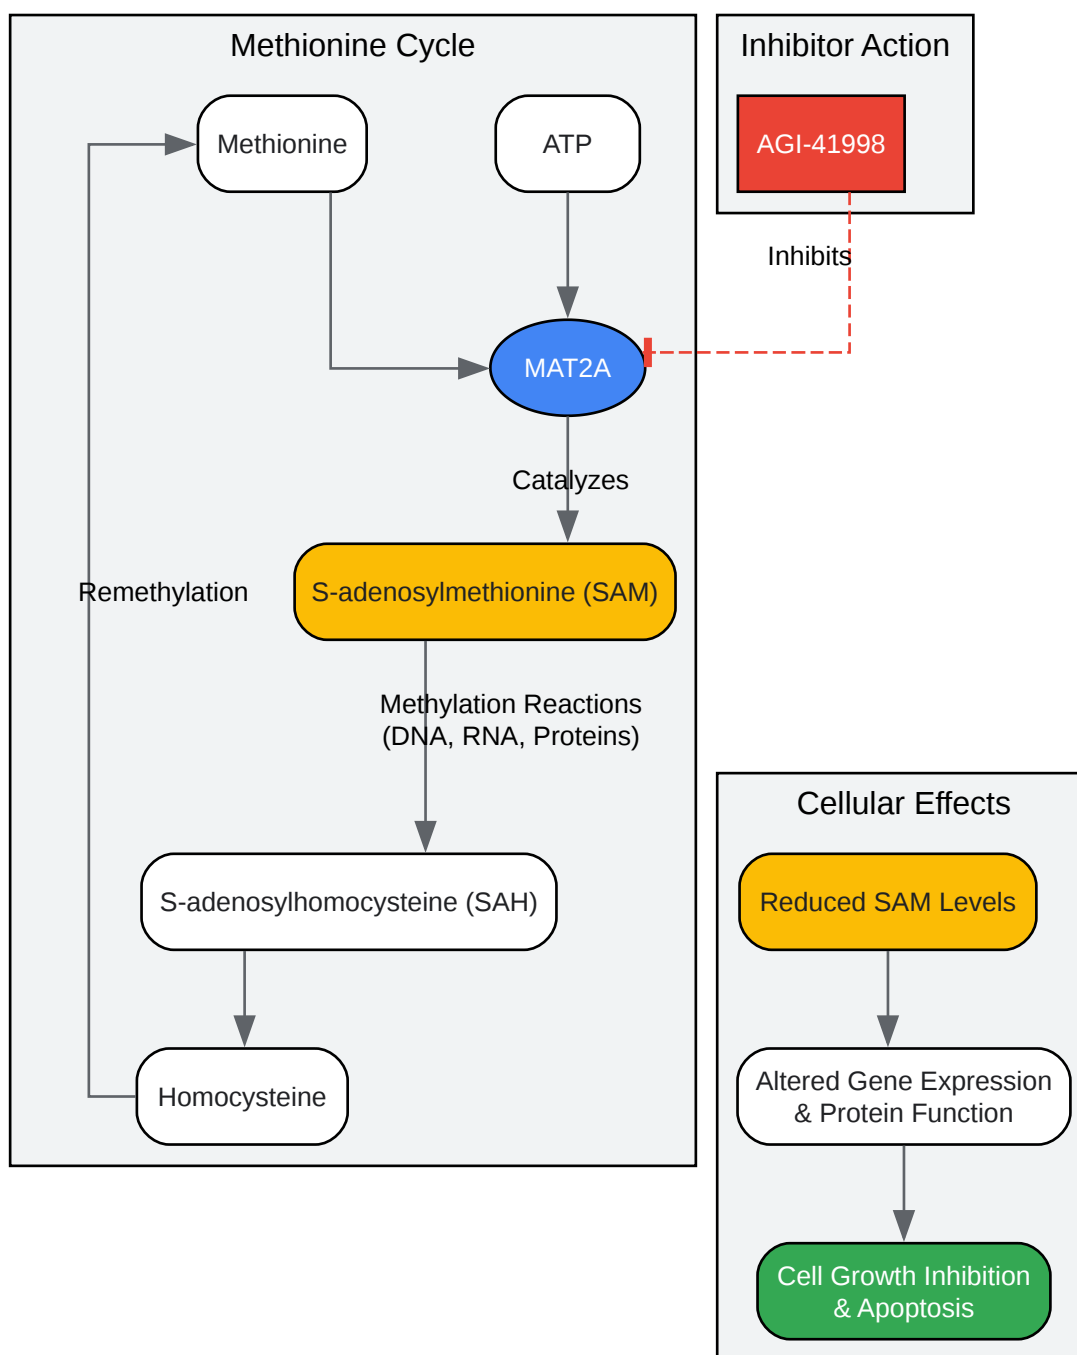 Methionine Cycle
Methionine
ATP
MAT2A
Catalyzes
S-adenosylmethionine (SAM)
Remethylation
Methylation Reactions
(DNA, RNA, Proteins)
S-adenosylhomocysteine (SAH)
Homocysteine
Inhibitor Action
AGI-41998
Inhibits
Cellular Effects
Reduced SAM Levels
Altered Gene Expression
& Protein Function
Cell Growth Inhibition
& Apoptosis